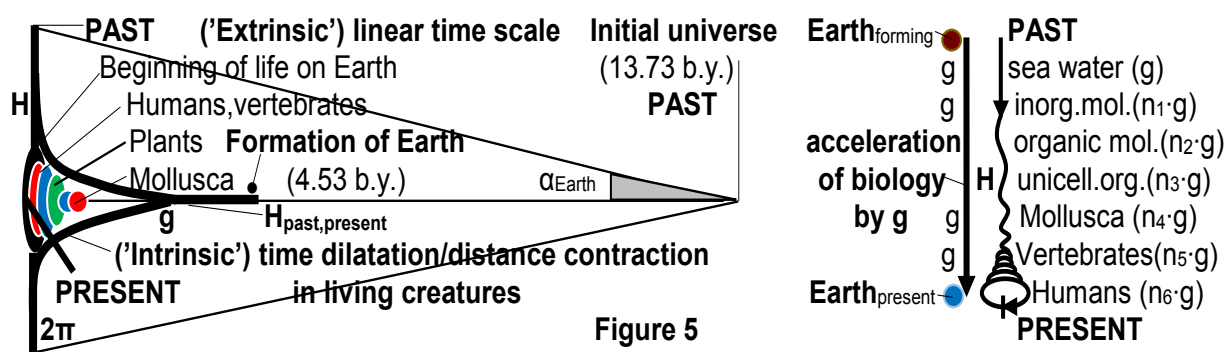 PAST ('Extrinsic') linear time scale Initial universe
Beginning of life on Earth (13.73 b.y.)
H Humans,vertebrates PAST
Plants Formation of Earth
Mollusca (4.53 b.y.) αEarth
g Hpast,present
('Intrinsic') time dilatation/distance contraction
PRESENT in living creatures
2π Figure 5
Earthforming PAST
g sea water (g)
g inorg.mol.(n₁·g)
acceleration organic mol.(n₂·g)
of biology H unicell.org.(n₃·g)
by g g Mollusca (n₄·g)
g Vertebrates(n₅·g)
Earthpresent Humans (n₆·g)
PRESENT